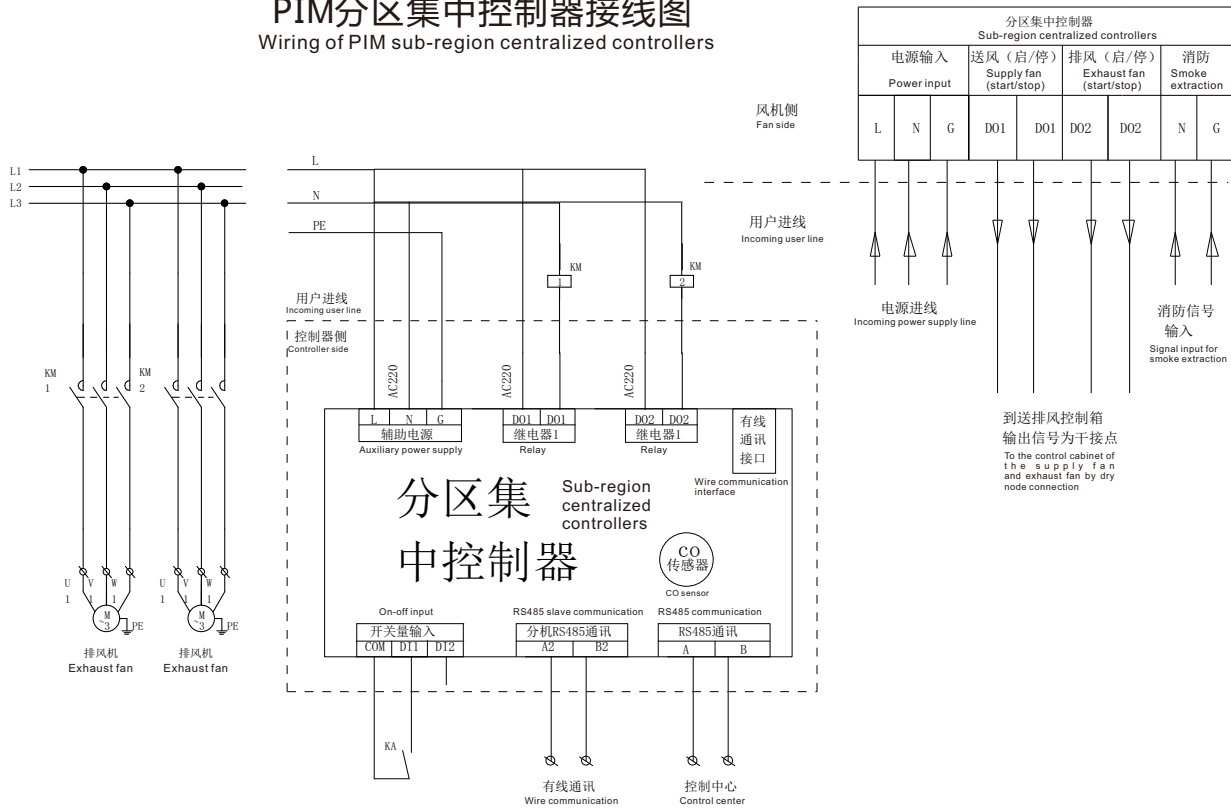 PIM分区集中控制器接线图
Wiring of PIM sub-region centralized controllers
分区集中控制器
Sub-region centralized controllers
电源输入 送风（启/停） 排风（启/停） 消防
Power input
Supply fan
(start/stop)
Exhaust fan
(start/stop)
Smoke
extraction
风机侧
Fan side
L N G DO1 DO1 DO2 DO2 N G
用户进线
Incoming user line
电源进线
Incoming power supply line
消防信号
输入
Signal input for
smoke extraction
到送排风控制箱
输出信号为干接点
To the control cabinet of
the supply fan
and exhaust fan by dry
node connection
L1
L2
L3
KM
1
KM
2
U V W
1 1 1
M
~3
PE
排风机
Exhaust fan
U V W
1 1 1
M
~3
PE
排风机
Exhaust fan
L
N
PE
KM
1
KM
2
用户进线
Incoming user line
控制器侧
Controller side
AC220
AC220
AC220
L N G
辅助电源
Auxiliary power supply
DO1 DO1
继电器1
Relay
DO2 DO2
继电器1
Relay
有线
通讯
接口
Wire communication
interface
分区集
中控制器
Sub-region
centralized
controllers
CO
传感器
CO sensor
On-off input
开关量输入
COM DI1 DI2
RS485 slave communication
分机RS485通讯
A2 B2
RS485 communication
RS485通讯
A B
KA
有线通讯
Wire communication
控制中心
Control center